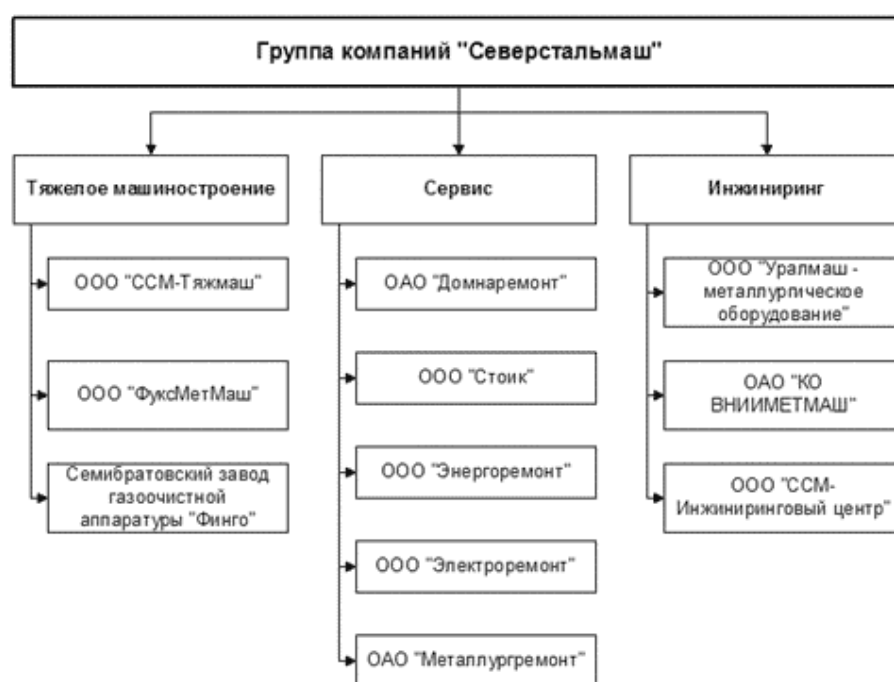 Группа компаний "Северстальмаш"
Тяжелое машиностроение
ООО "ССМ-Тяжмаш"
ООО "ФуксМетМаш"
Семибратовский завод
газоочистной
аппаратуры "Финго"
Сервис
ОАО "Домнаремонт"
ООО "Стоик"
ООО "Энергоремонт"
ООО "Электроремонт"
ОАО "Металлургремонт"
Инжиниринг
ООО "Уралмаш -
металлургическое
оборудование"
ОАО "КО
ВНИИМЕТМАШ"
ООО "ССМ-
Инжиниринговый центр"